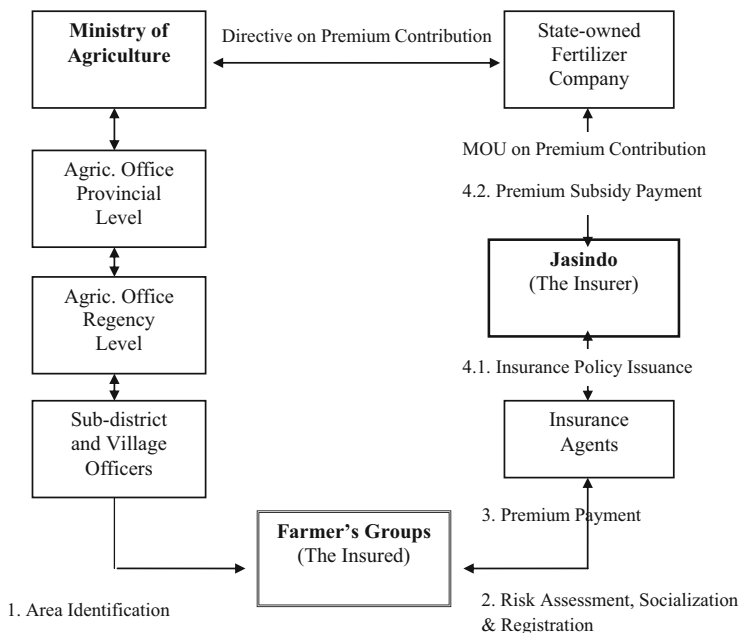 Ministry of
Agriculture
Directive on Premium Contribution
State-owned
Fertilizer
Company
Agric. Office
Provincial
Level
MOU on Premium Contribution
4.2. Premium Subsidy Payment
Agric. Office
Regency
Level
Jasindo
(The Insurer)
4.1. Insurance Policy Issuance
Sub-district
and Village
Officers
Insurance
Agents
3. Premium Payment
Farmer's Groups
(The Insured)
1. Area Identification
2. Risk Assessment, Socialization
& Registration